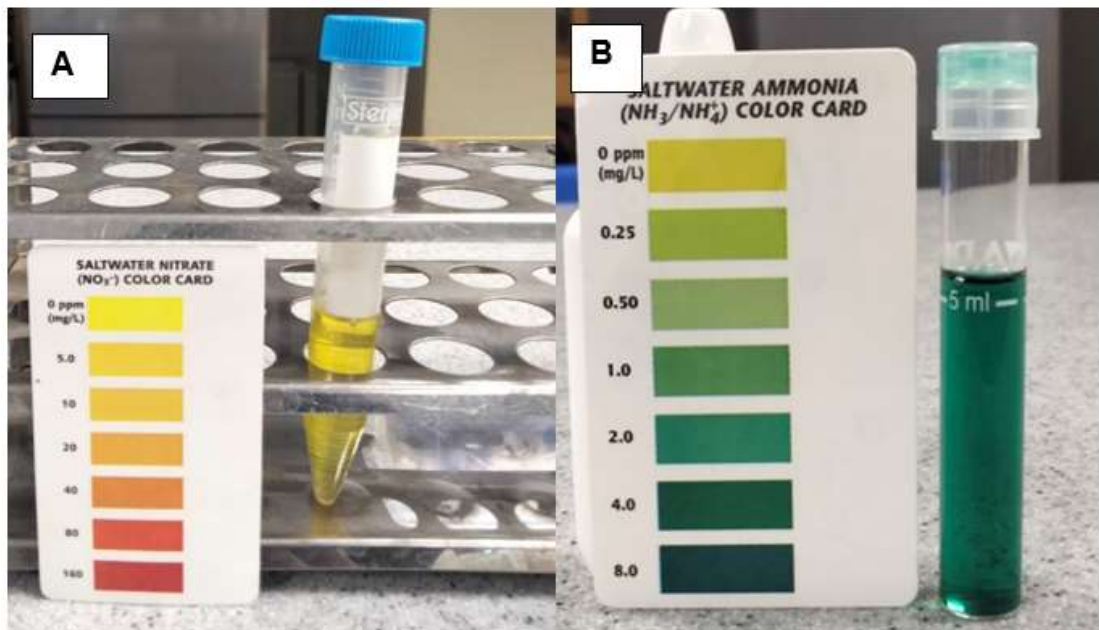 A
Ster
SALTWATER NITRATE
(NO₃⁻) COLOR CARD
0 ppm
(mg/L)
5.0
10
20
40
80
160
B
SALTWATER AMMONIA
(NH₃/NH₄⁺) COLOR CARD
0 ppm
(mg/L)
0.25
0.50
1.0
2.0
4.0
8.0
5 ml